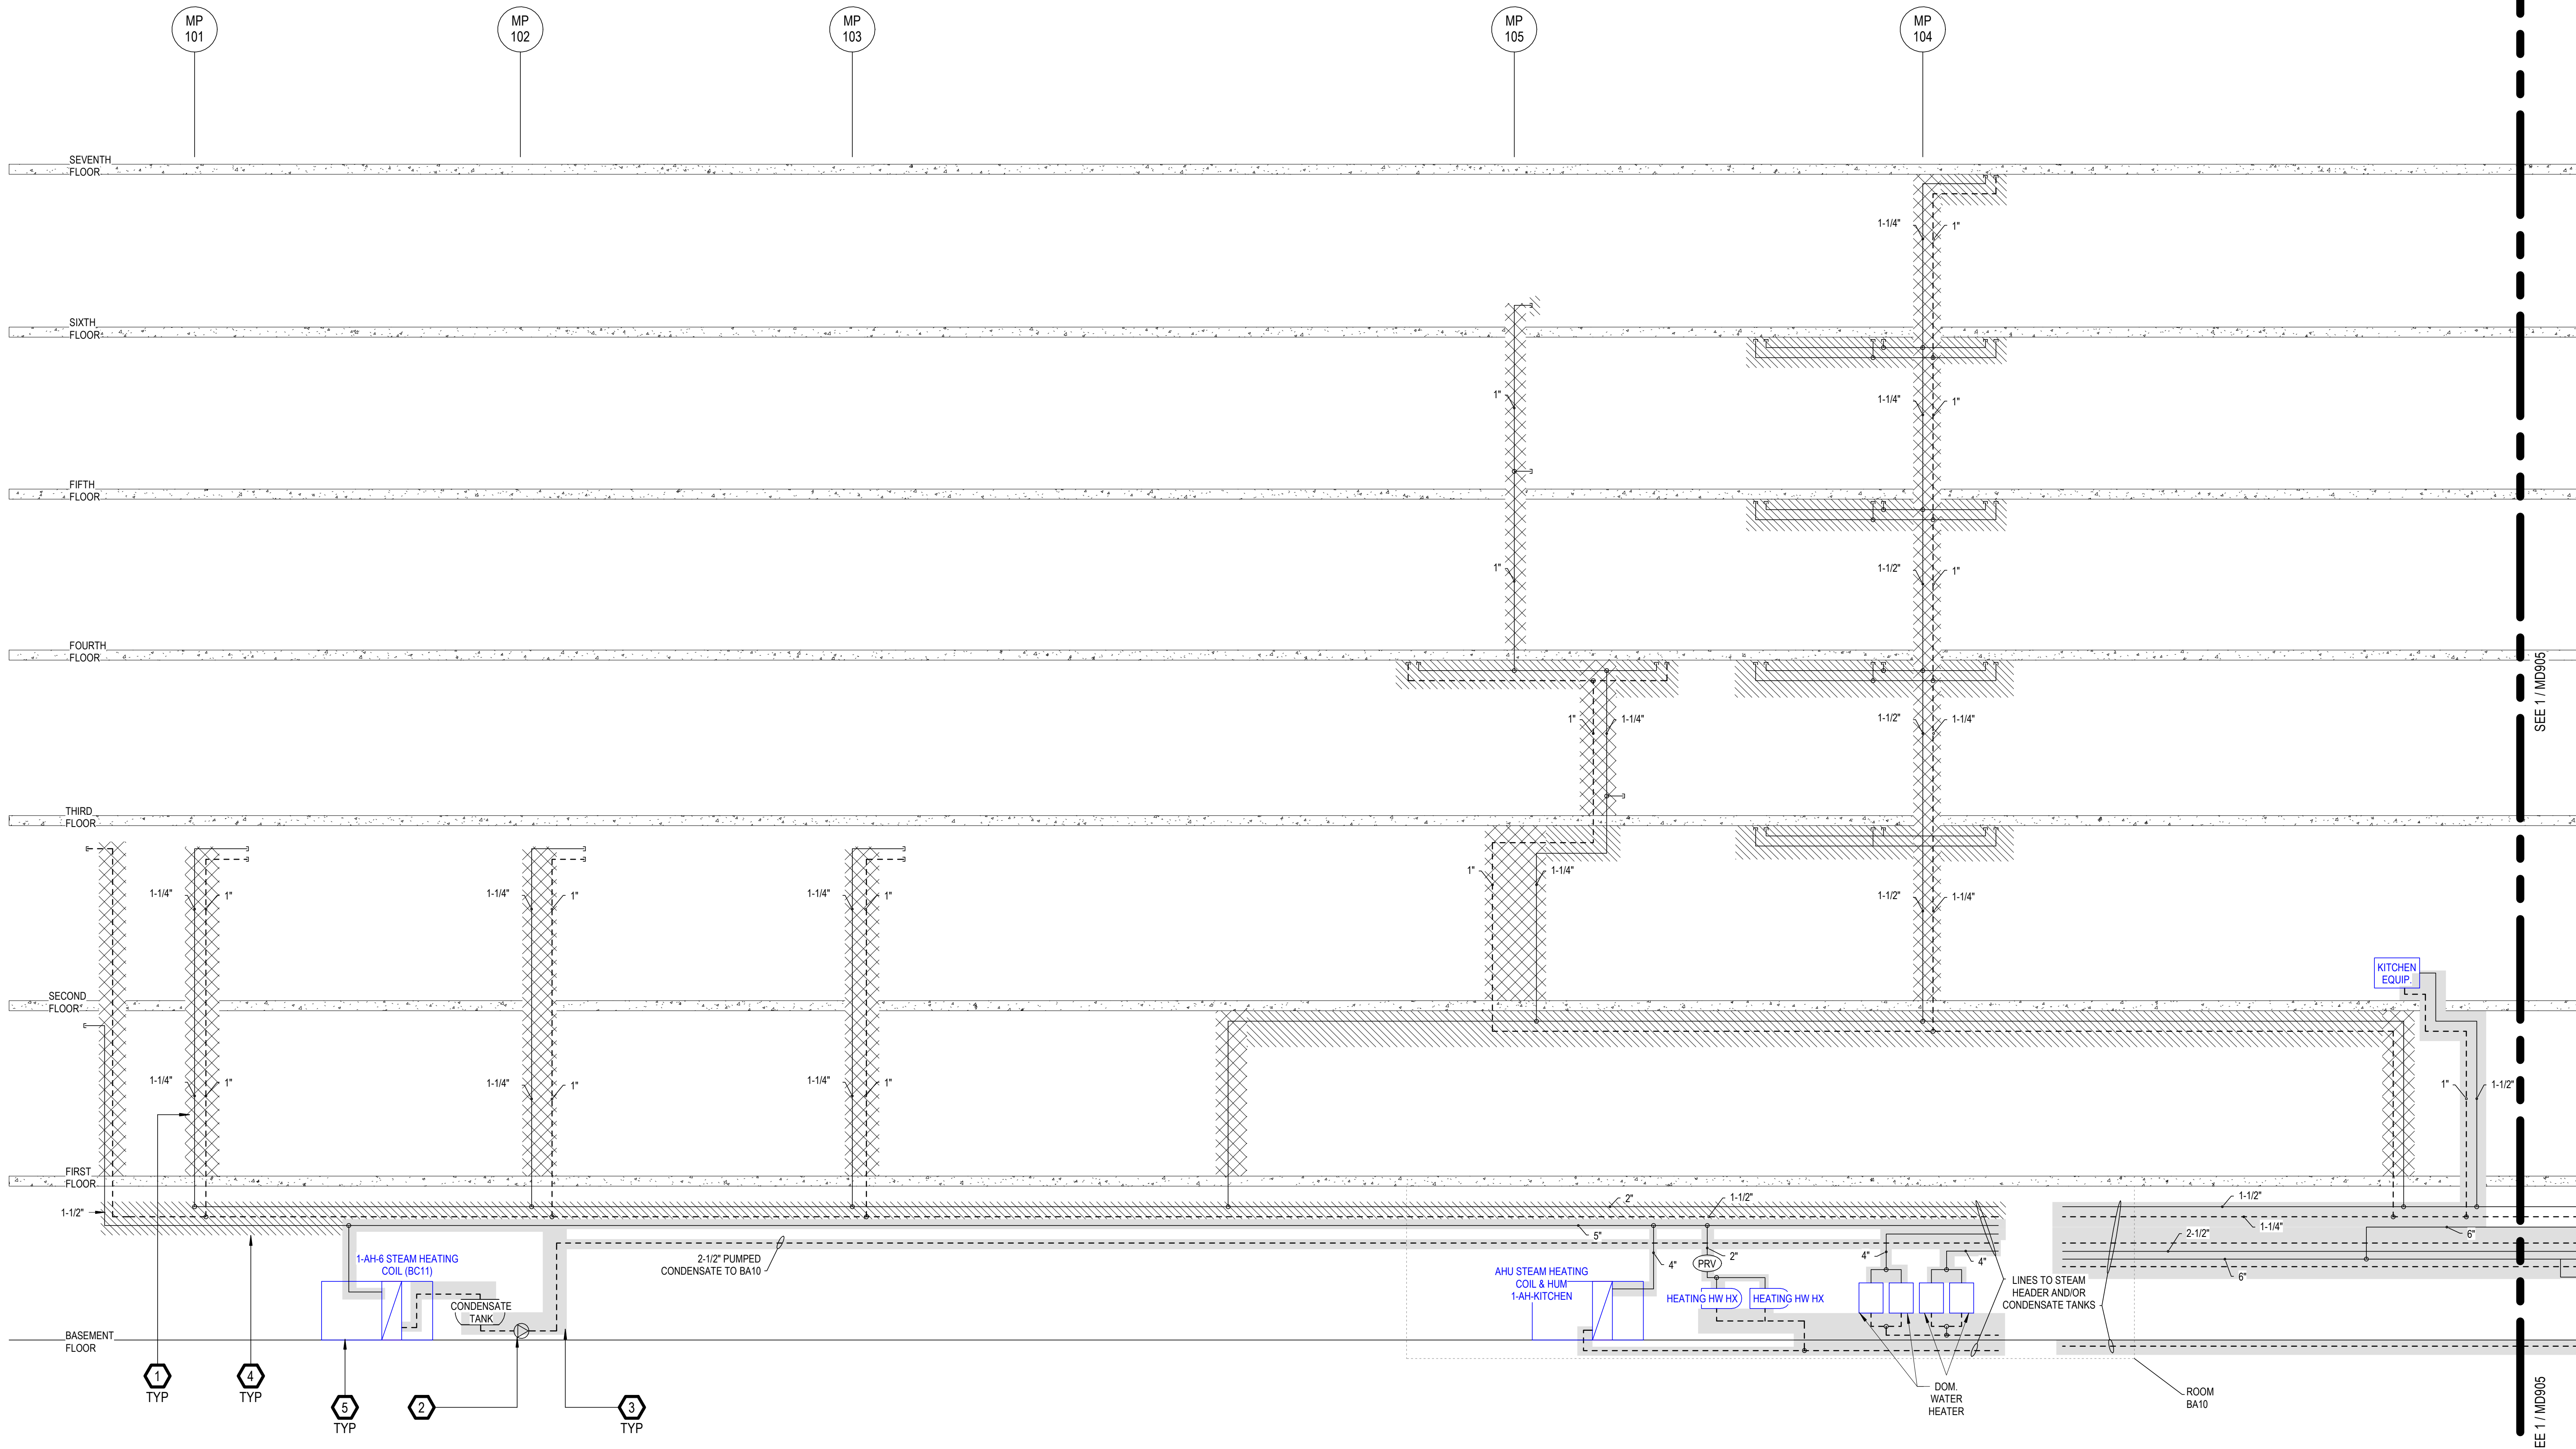 MP
101
MP
102
MP
103
MP
105
MP
104
SEVENTH
FLOOR
1-1/4"
1"
SIXTH
FLOOR
1"
1-1/4"
1"
FIFTH
FLOOR
1"
1-1/2"
1"
FOURTH
FLOOR
1"
1-1/4"
1-1/2"
1-1/4"
SEE 1 / MD905
THIRD
FLOOR
1-1/4"
1"
1-1/4"
1"
1-1/4"
1"
1"
1-1/4"
1-1/2"
1-1/4"
KITCHEN
EQUIP.
SECOND
FLOOR
1-1/4"
1"
1-1/4"
1"
1-1/4"
1"
1"
1-1/2"
FIRST
FLOOR
1-1/2"
2"
1-1/2"
1-1/2"
1-1/4"
5"
2-1/2"
6"
6"
1-AH-6 STEAM HEATING
COIL (BC11)
2-1/2" PUMPED
CONDENSATE TO BA10
CONDENSATE
TANK
AHU STEAM HEATING
COIL & HUM
1-AH-KITCHEN
4"
2"
PRV
HEATING HW HX
HEATING HW HX
4"
4"
LINES TO STEAM
HEADER AND/OR
CONDENSATE TANKS
BASEMENT
FLOOR
1
TYP
4
TYP
5
TYP
2
3
TYP
DOM.
WATER
HEATER
ROOM
BA10
EE 1 / MD905